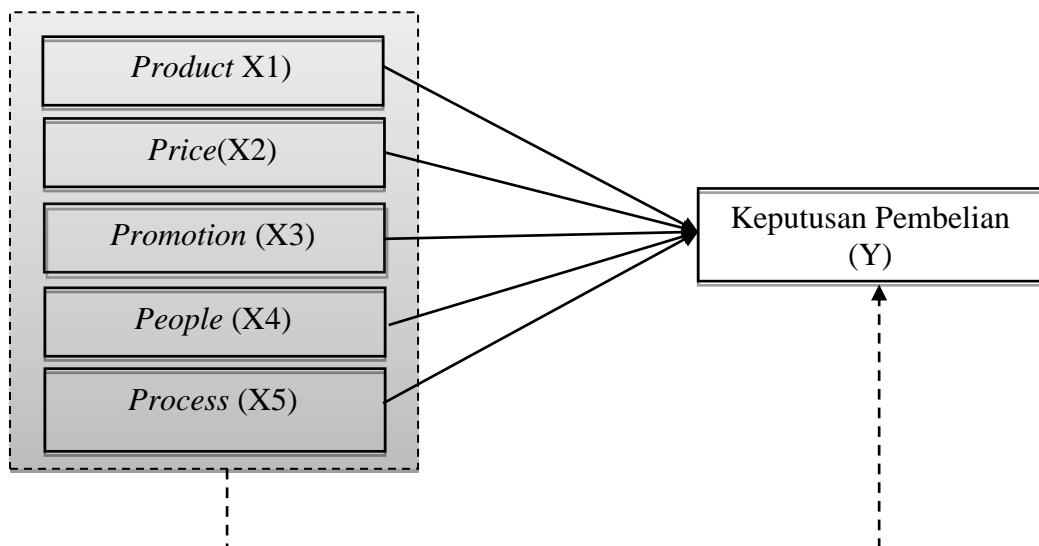 Product X1)
Price(X2)
Promotion (X3)
People (X4)
Process (X5)
Keputusan Pembelian
(Y)